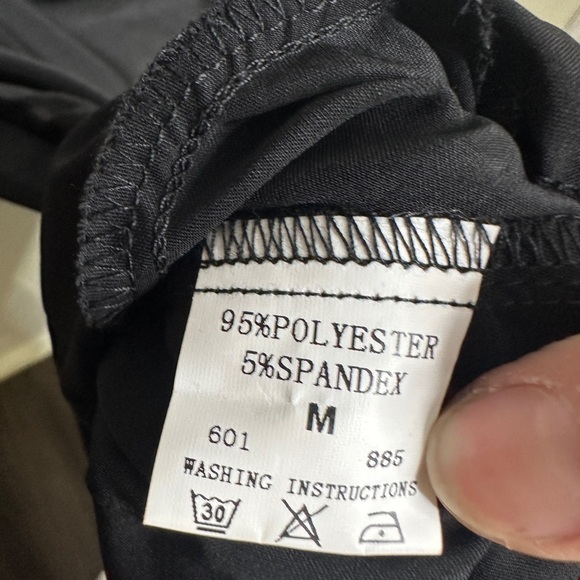 95%POLYESTER
5%SPANDEX
M
601 885
WASHING INSTRUCTIONS
30